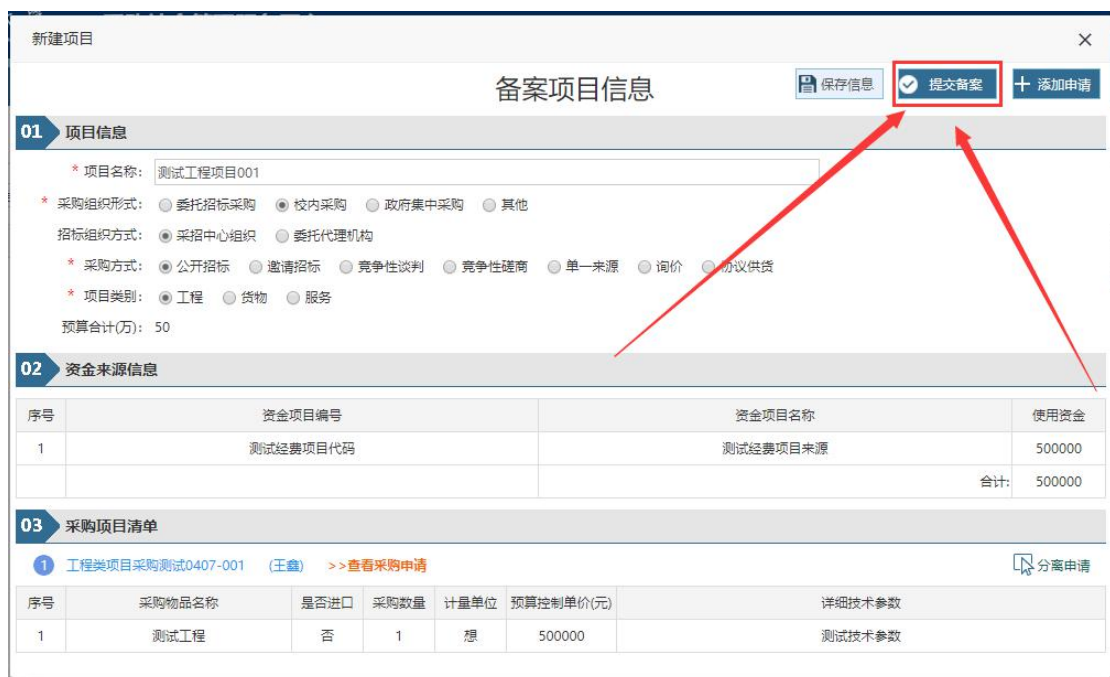 新建项目 ×
备案项目信息 保存信息 提交备案 添加申请
01 项目信息
* 项目名称: 测试工程项目001
* 采购组织形式: 委托招标采购 校内采购 政府集中采购 其他
招标组织方式: 采招中心组织 委托代理机构
* 采购方式: 公开招标 邀请招标 竞争性谈判 竞争性磋商 单一来源 询价 协议供货
* 项目类别: 工程 货物 服务
预算合计(万): 50
02 资金来源信息
序号 资金项目编号 资金项目名称 使用资金
1 测试经费项目代码 测试经费项目来源 500000
合计: 500000
03 采购项目清单
1 工程类项目采购测试0407-001 (王鑫) >>查看采购申请 分离申请
序号 采购物品名称 是否进口 采购数量 计量单位 预算控制单价(元) 详细技术参数
1 测试工程 否 1 想 500000 测试技术参数